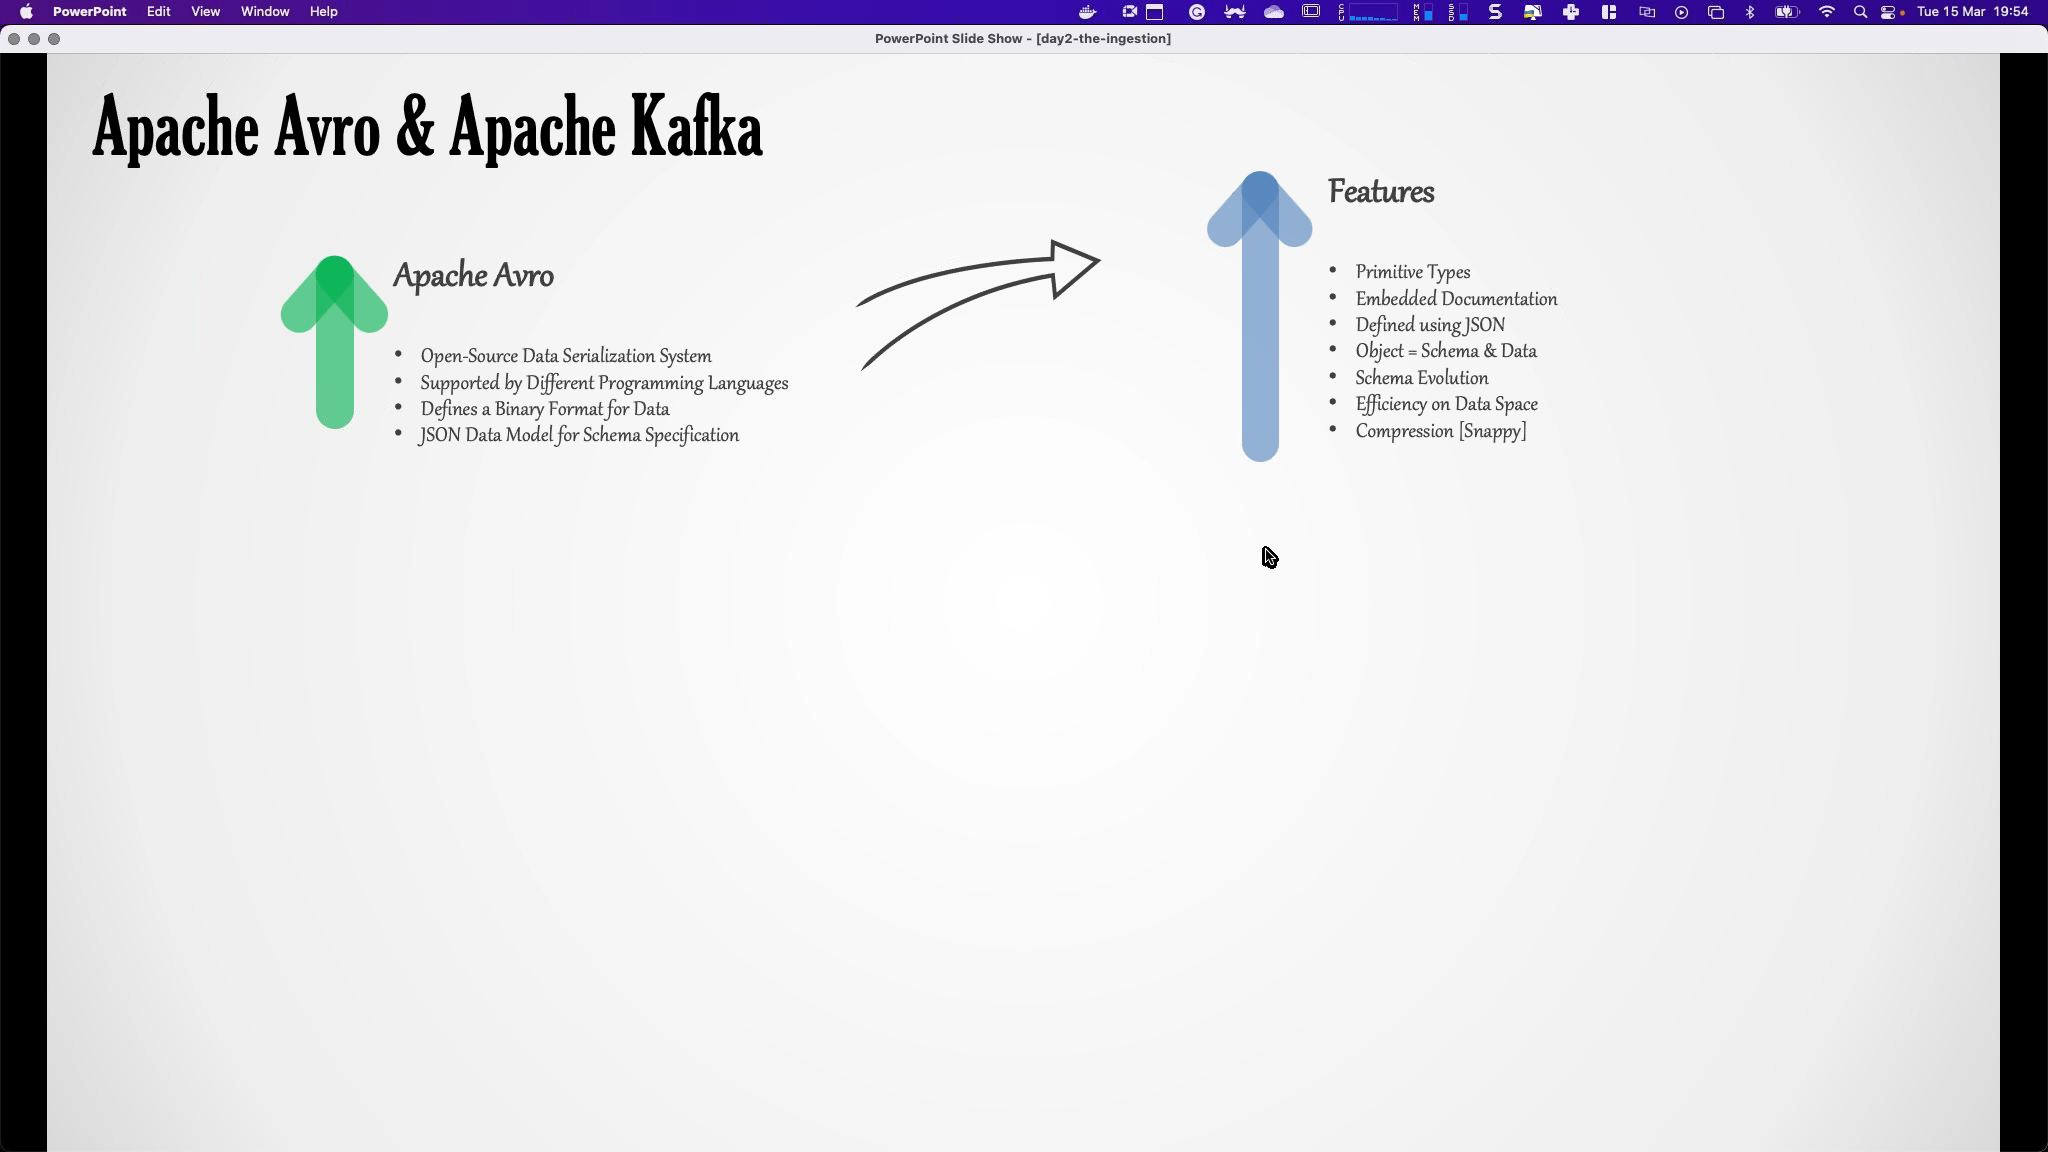 PowerPoint Edit View Window Help Tue 15 Mar 19:54
PowerPoint Slide Show - [day2-the-ingestion]
Apache Avro & Apache Kafka
Apache Avro
• Open-Source Data Serialization System
• Supported by Different Programming Languages
• Defines a Binary Format for Data
• JSON Data Model for Schema Specification
Features
• Primitive Types
• Embedded Documentation
• Defined using JSON
• Object = Schema & Data
• Schema Evolution
• Efficiency on Data Space
• Compression [Snappy]